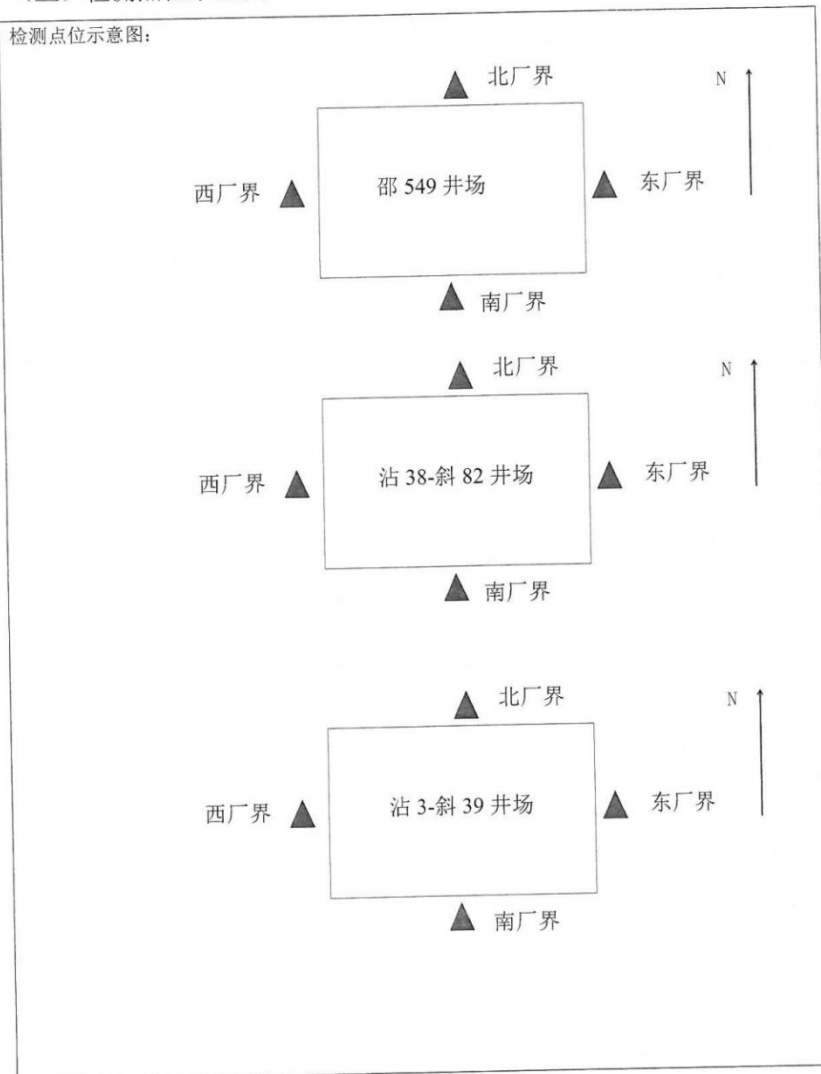 检测点位示意图：
北厂界
N
西厂界
邵 549 井场
东厂界
南厂界
北厂界
N
西厂界
沾 38-斜 82 井场
东厂界
南厂界
北厂界
N
西厂界
沾 3-斜 39 井场
东厂界
南厂界